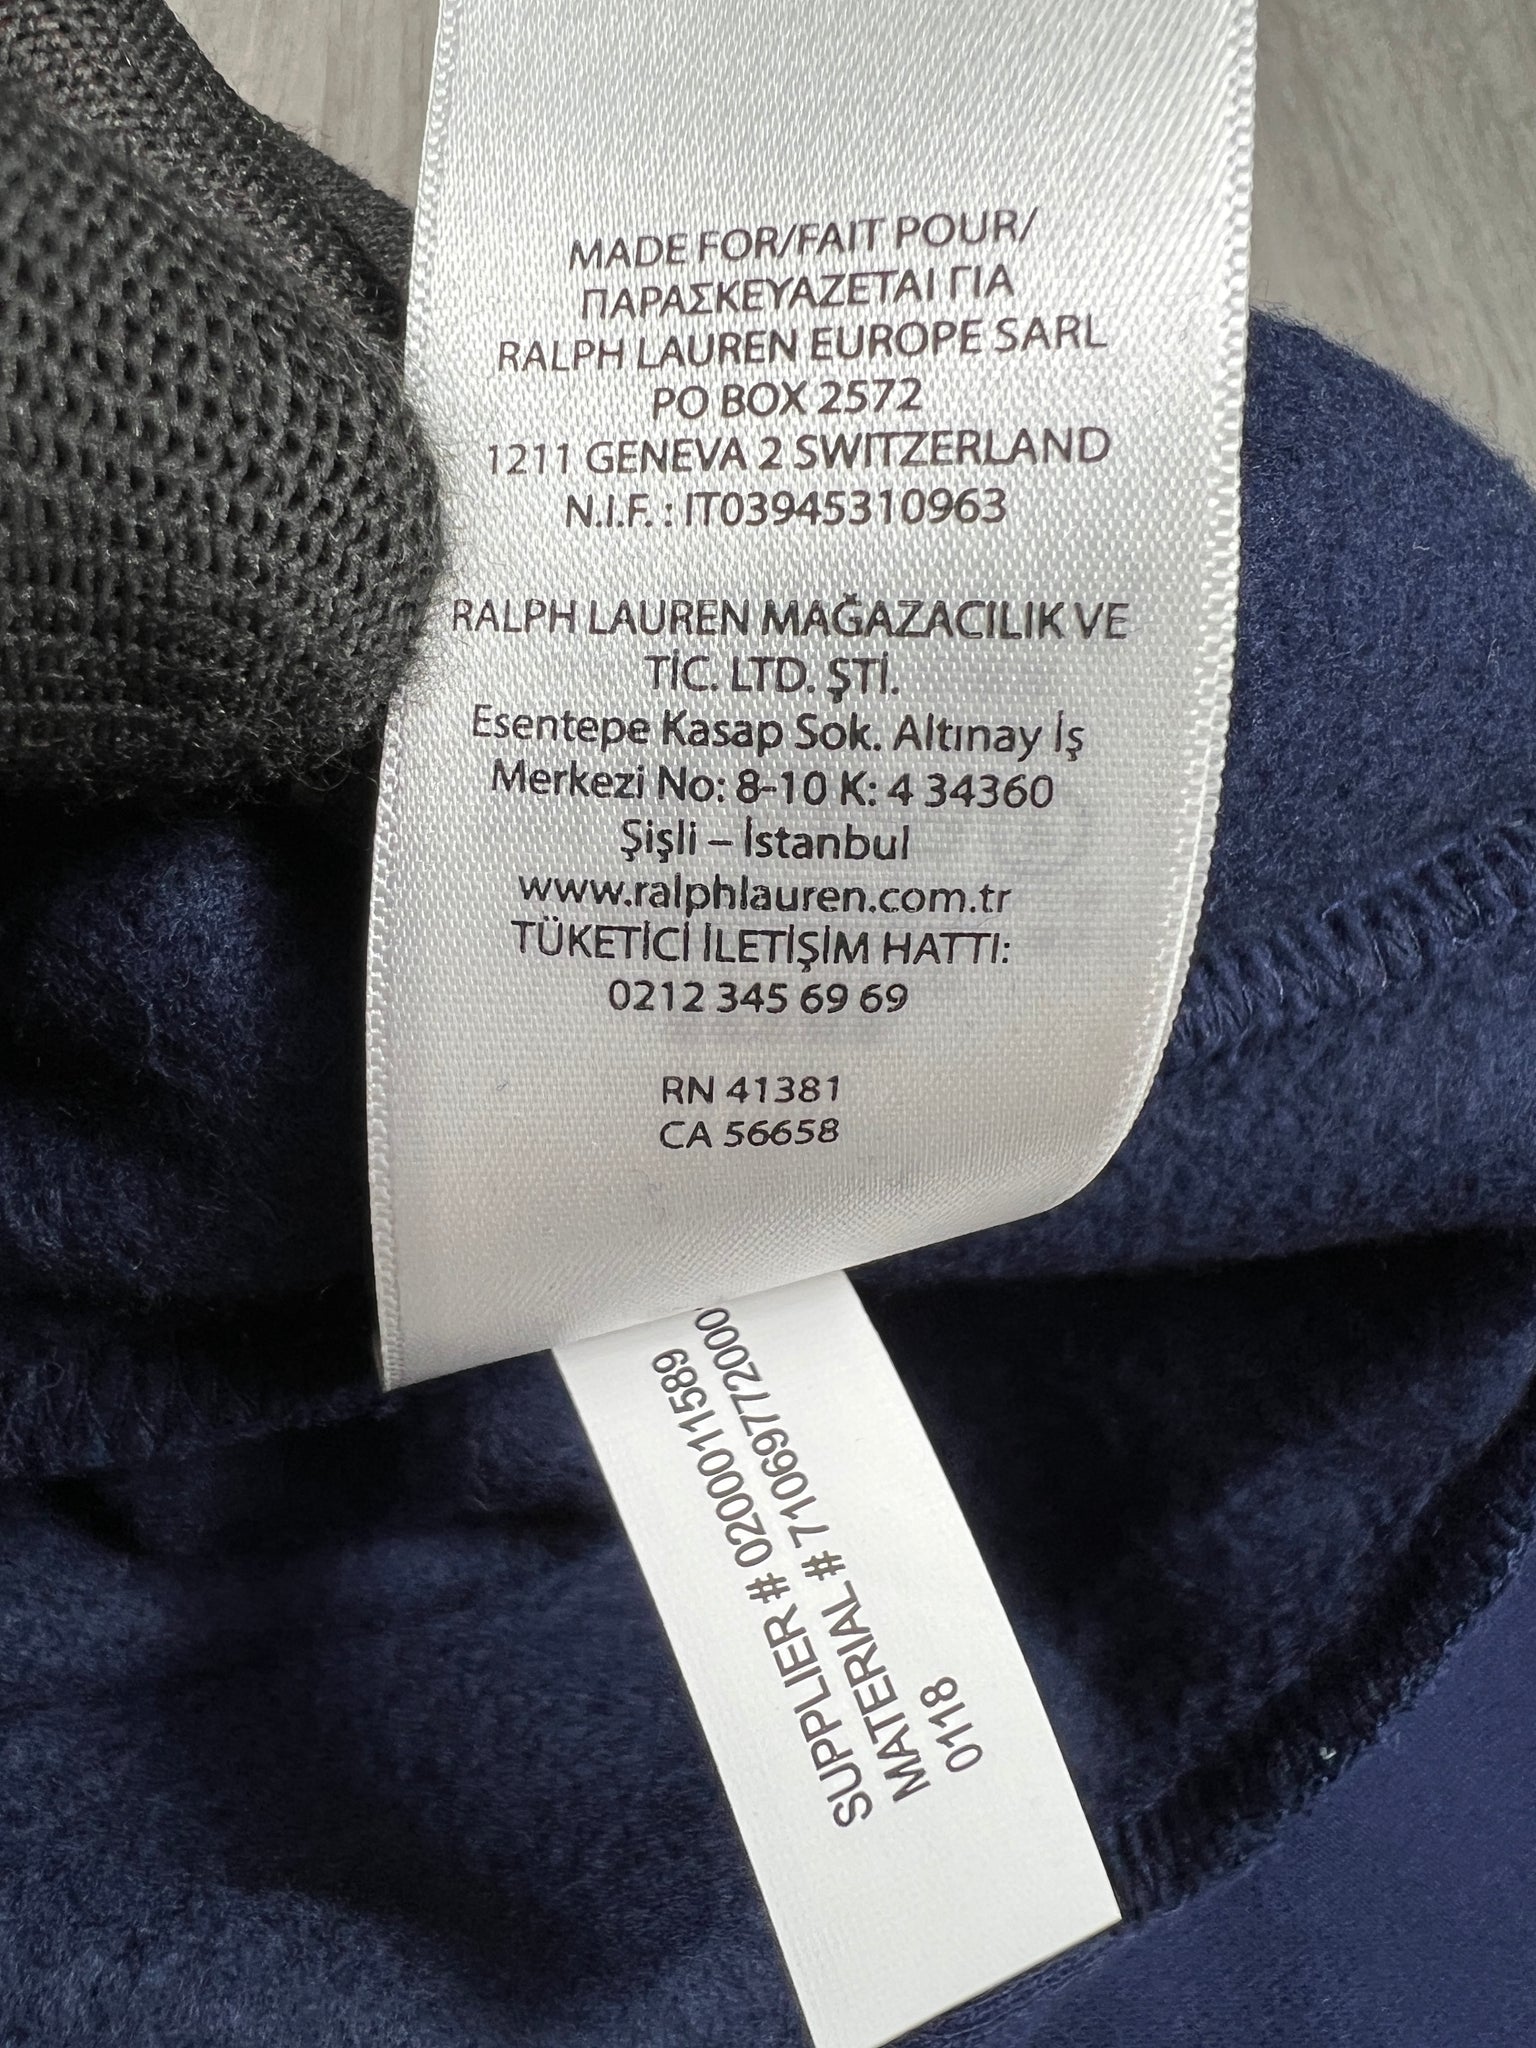 MADE FOR/FAIT POUR/
ΠΑΡΑΣΚΕΥΑΖΕΤΑΙ ΓΙΑ
RALPH LAUREN EUROPE SARL
PO BOX 2572
1211 GENEVA 2 SWITZERLAND
N.I.F. : IT03945310963
RALPH LAUREN MAĞAZACILIK VE
TİC. LTD. ŞTİ.
Esentepe Kasap Sok. Altınay İş
Merkezi No: 8-10 K: 4 34360
Şişli – İstanbul
www.ralphlauren.com.tr
TÜKETİCİ İLETİŞİM HATTI:
0212 345 69 69
RN 41381
CA 56658
SUPPLIER # 0200011589
MATERIAL #
0118